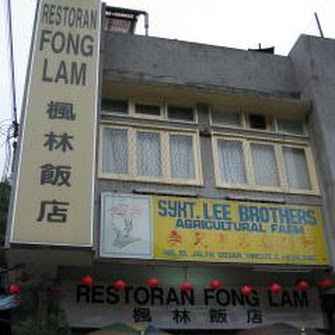 RESTORAN
FONG
LAM
楓林飯店
SYKT. LEE BROTHERS
AGRICULTURAL FARM
RESTORAN FONG LAM
楓林飯店